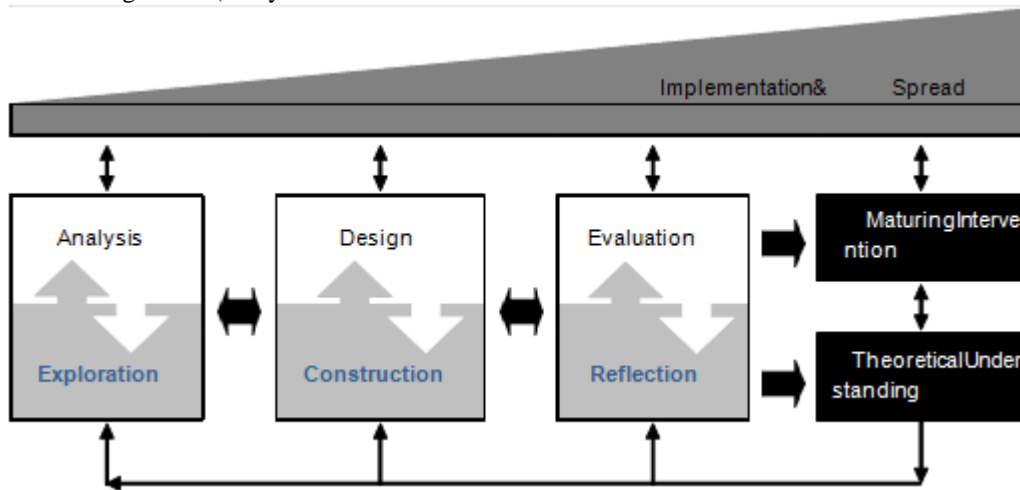 Implementation& Spread
Analysis
Exploration
Design
Construction
Evaluation
Reflection
MaturingInterve
ntion
TheoreticalUnder
standing